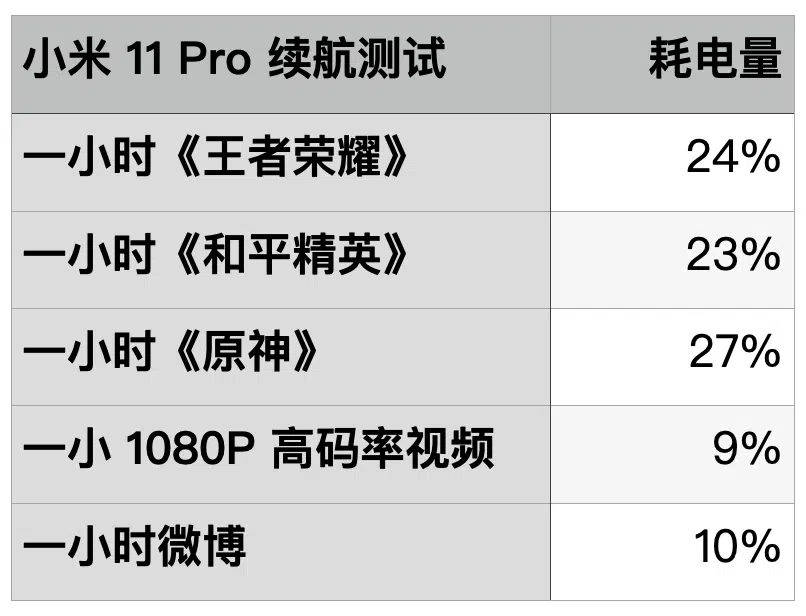 小米 11 Pro 续航测试 耗电量
一小时《王者荣耀》 24%
一小时《和平精英》 23%
一小时《原神》 27%
一小 1080P 高码率视频 9%
一小时微博 10%